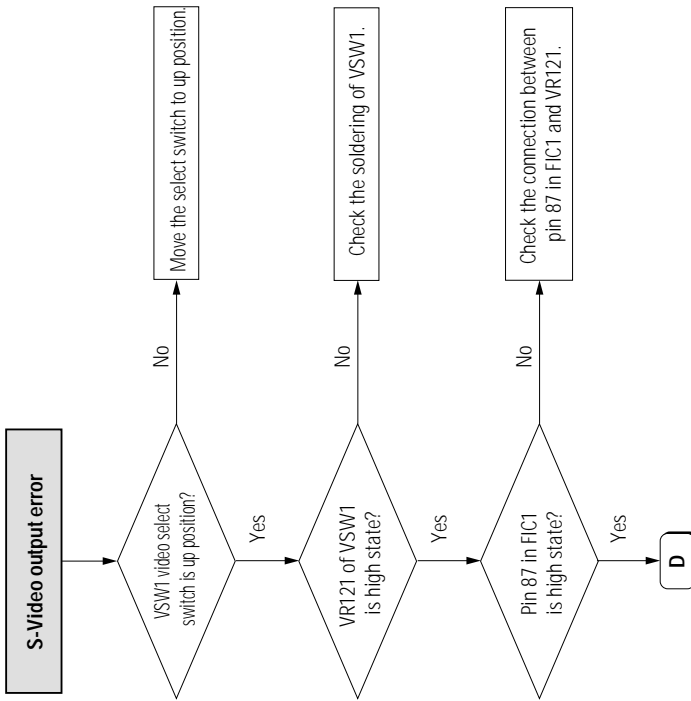 S-Video output error
VSW1 video select
switch is up position?
No
Move the select switch to up position.
Yes
VR121 of VSW1
is high state?
No
Check the soldering of VSW1.
Yes
Pin 87 in FIC1
is high state?
No
Check the connection between
pin 87 in FIC1 and VR121.
Yes
D